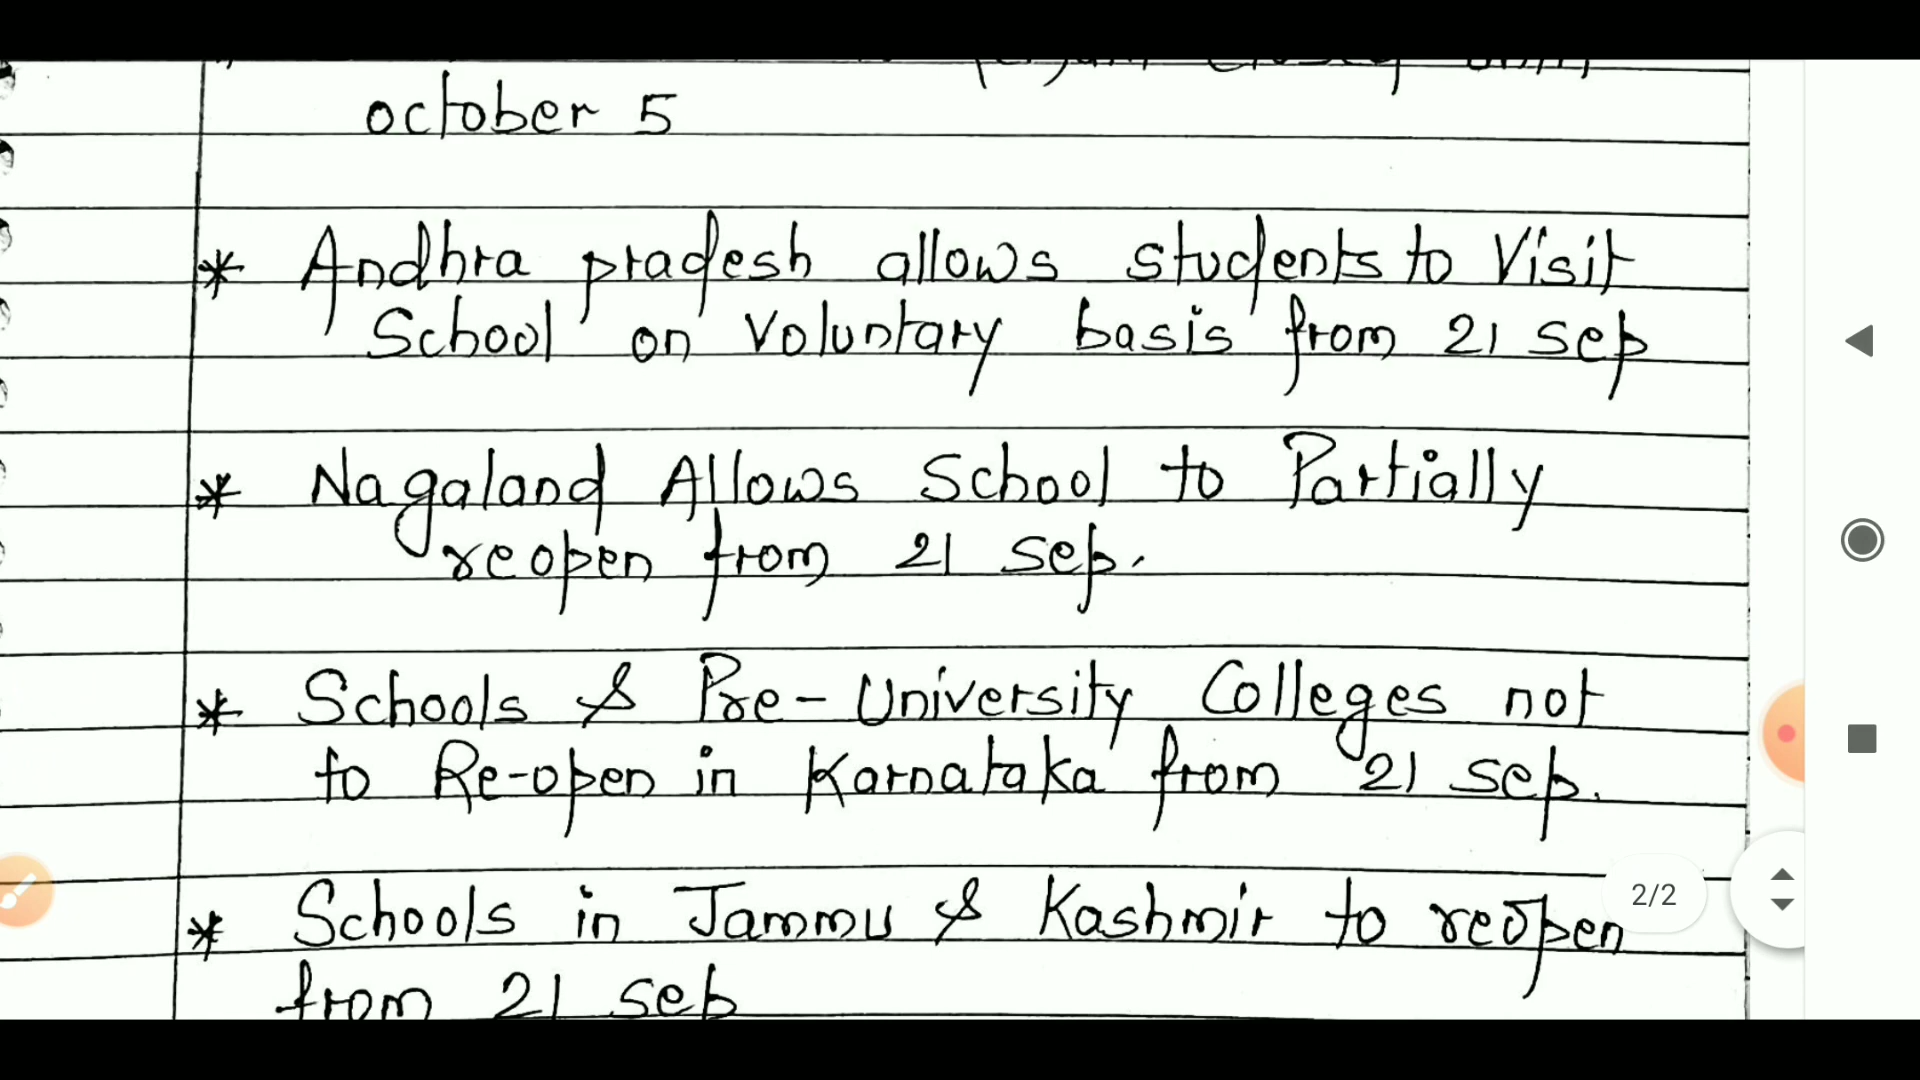 october 5
* Andhra pradesh allows students to Visit
School on Voluntary basis from 21 Sep
* Nagaland Allows School to Partially
reopen from 21 Sep.
* Schools & Pre-University Colleges not
to Re-open in Karnataka from 21 Sep.
* Schools in Jammu & Kashmir to reopen
from 21 Sep
2/2